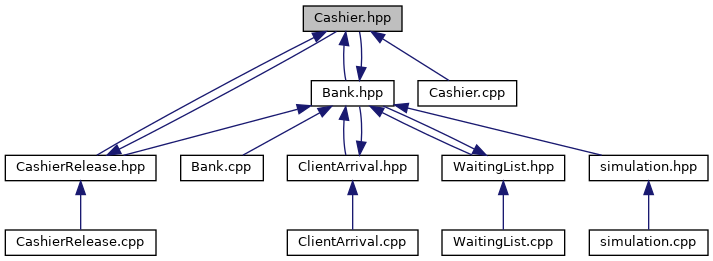 Cashier.hpp
Bank.hpp
Cashier.cpp
CashierRelease.hpp
Bank.cpp
ClientArrival.hpp
WaitingList.hpp
simulation.hpp
CashierRelease.cpp
ClientArrival.cpp
WaitingList.cpp
simulation.cpp